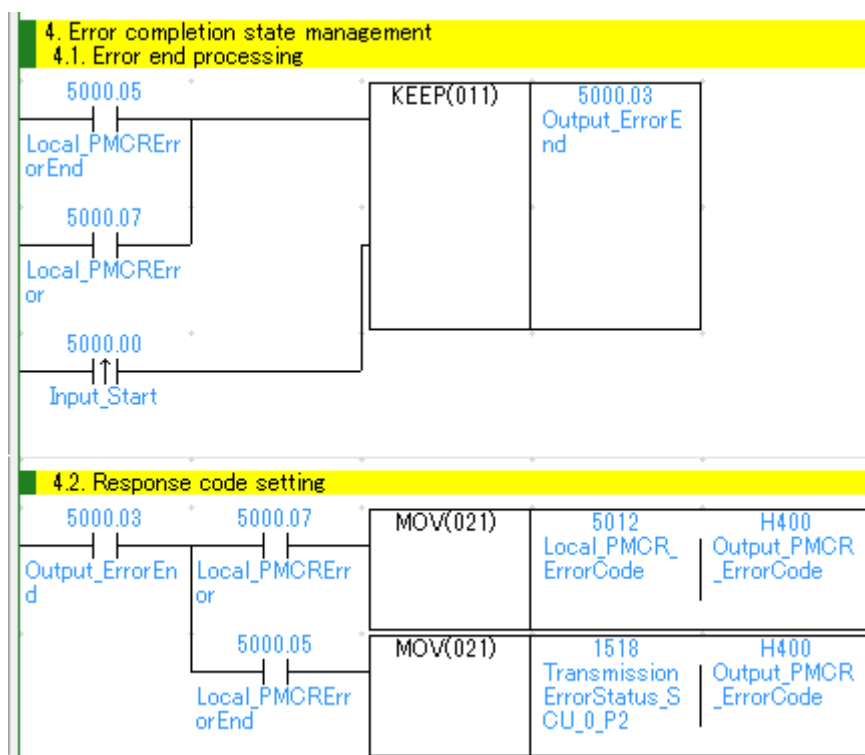 4. Error completion state management
4.1. Error end processing
5000.05
Local_PMCRErr
orEnd
KEEP(011)
5000.03
Output_ErrorE
nd
5000.07
Local_PMCRErr
or
5000.00
Input_Start
4.2. Response code setting
5000.03
Output_ErrorEn
d
5000.07
Local_PMCRErr
or
MOV(021)
5012
Local_PMCR_
ErrorCode
H400
Output_PMCR
_ErrorCode
5000.05
Local_PMCRErr
orEnd
MOV(021)
1518
Transmission
ErrorStatus_S
CU_0_P2
H400
Output_PMCR
_ErrorCode